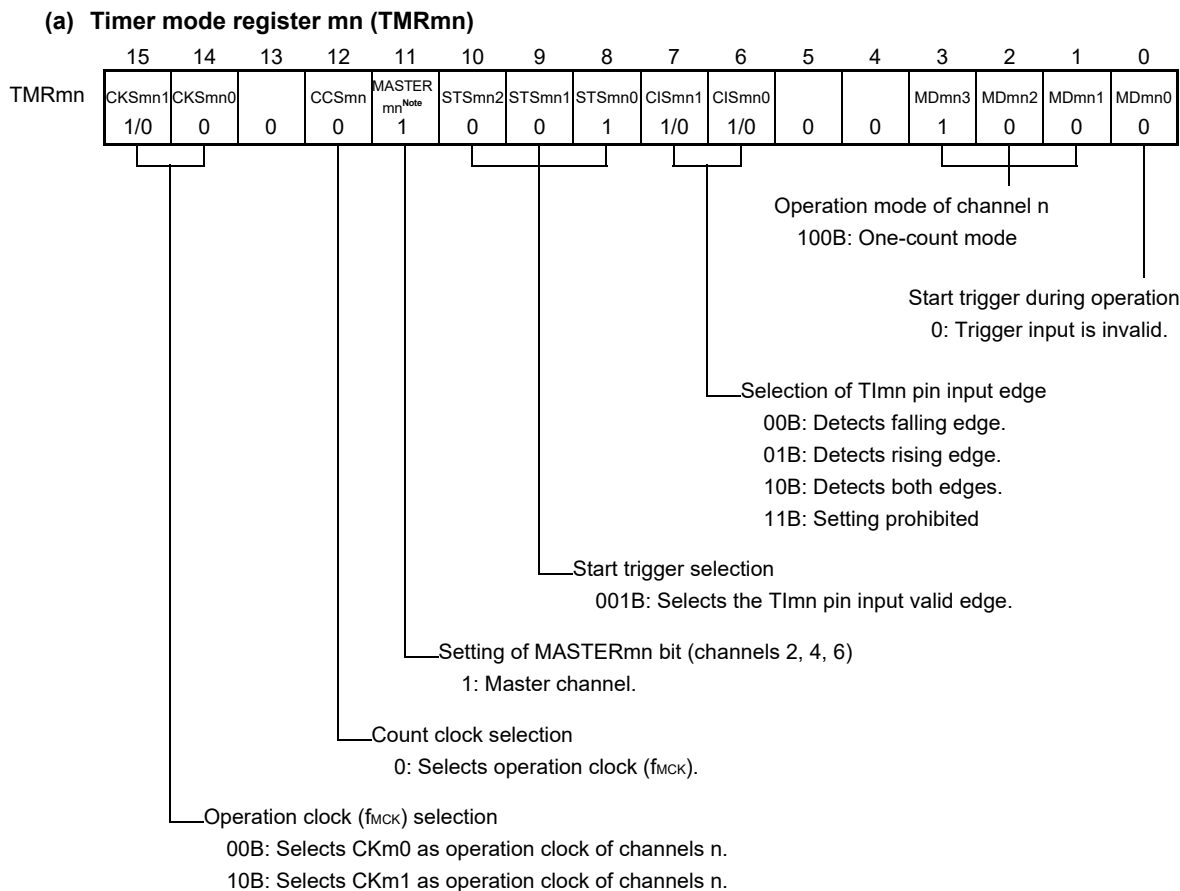 (a) Timer mode register mn (TMRmn)
15 14 13 12 11 10 9 8 7 6 5 4 3 2 1 0
TMRmn CKSmn1 CKSmn0 CCSmn MASTER mn Note STSmn2 STSmn1 STSmn0 CISmn1 CISmn0 MDmn3 MDmn2 MDmn1 MDmn0
1/0 0 0 0 1 0 0 1 1/0 1/0 0 0 1 0 0 0
Operation mode of channel n
100B: One-count mode
Start trigger during operation
0: Trigger input is invalid.
Selection of TImn pin input edge
00B: Detects falling edge.
01B: Detects rising edge.
10B: Detects both edges.
11B: Setting prohibited
Start trigger selection
001B: Selects the TImn pin input valid edge.
Setting of MASTERmn bit (channels 2, 4, 6)
1: Master channel.
Count clock selection
0: Selects operation clock (fMCK).
Operation clock (fMCK) selection
00B: Selects CKm0 as operation clock of channels n.
10B: Selects CKm1 as operation clock of channels n.